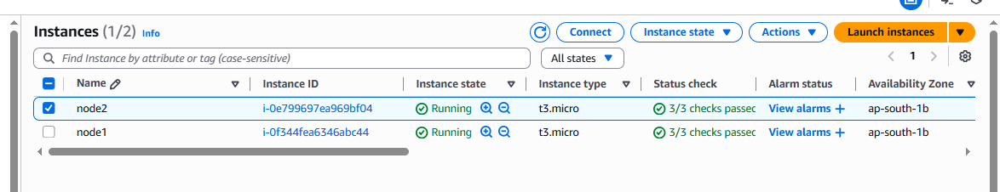 Instances (1/2) Info Connect Instance state Actions Launch instances
Find Instance by attribute or tag (case-sensitive) All states 1
Name Instance ID Instance state Instance type Status check Alarm status Availability Zone
node2 i-0e799697ea969bf04 Running t3.micro 3/3 checks passec View alarms + ap-south-1b
node1 i-0f344fea6346abc44 Running t3.micro 3/3 checks passec View alarms + ap-south-1b